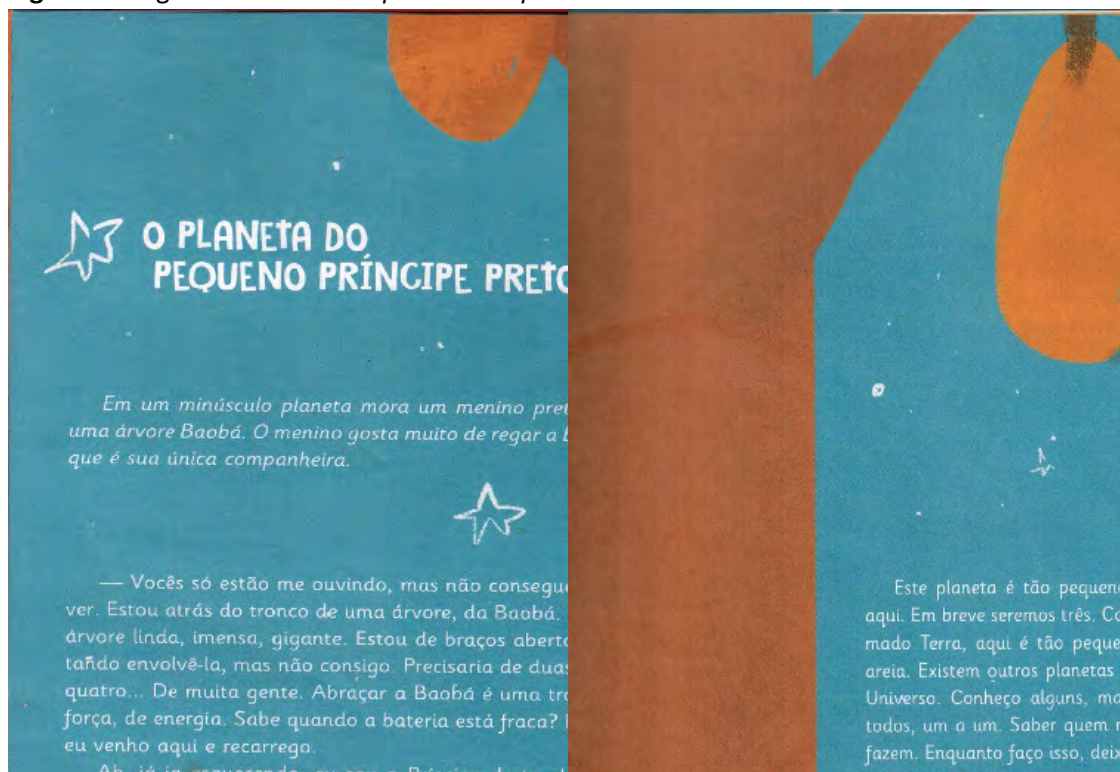 O PLANETA DO
PEQUENO PRÍNCIPE PRETO
Em um minúsculo planeta mora um menino pret
uma árvore Baobá. O menino gosta muito de regar a
que é sua única companheira.
— Vocês só estão me ouvindo, mas não consegue
ver. Estou atrás do tronco de uma árvore, da Baobá.
árvore linda, imensa, gigante. Estou de braços aberto
tando envolvê-la, mas não consigo. Precisaria de duas
quatro... De muita gente. Abraçar a Baobá é uma tro
força, de energia. Sabe quando a bateria está fraca?
eu venho aqui e recarrego.
Este planeta é tão pequeno
aqui. Em breve seremos três. Co
mado Terra, aqui é tão peque
areia. Existem outros planetas
Universo. Conheço alguns, ma
todos, um a um. Saber quem
fazem. Enquanto faço isso, deix